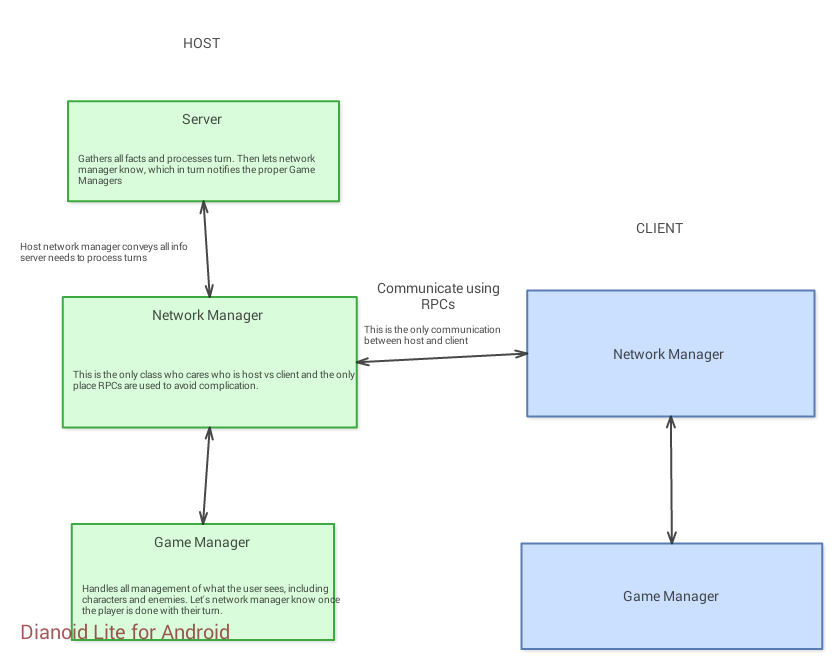 HOST
Server
Gathers all facts and processes turn. Then lets network
manager know, which in turn notifies the proper Game
Managers
Host network manager conveys all info
server needs to process turns
CLIENT
Network Manager
This is the only class who cares who is host vs client and the only
place RPCs are used to avoid complication.
Communicate using
RPCs
This is the only communication
between host and client
Network Manager
Game Manager
Handles all management of what the user sees, including
characters and enemies. Let's network manager know once
the player is done with their turn.
Game Manager
Dianoid Lite for Android